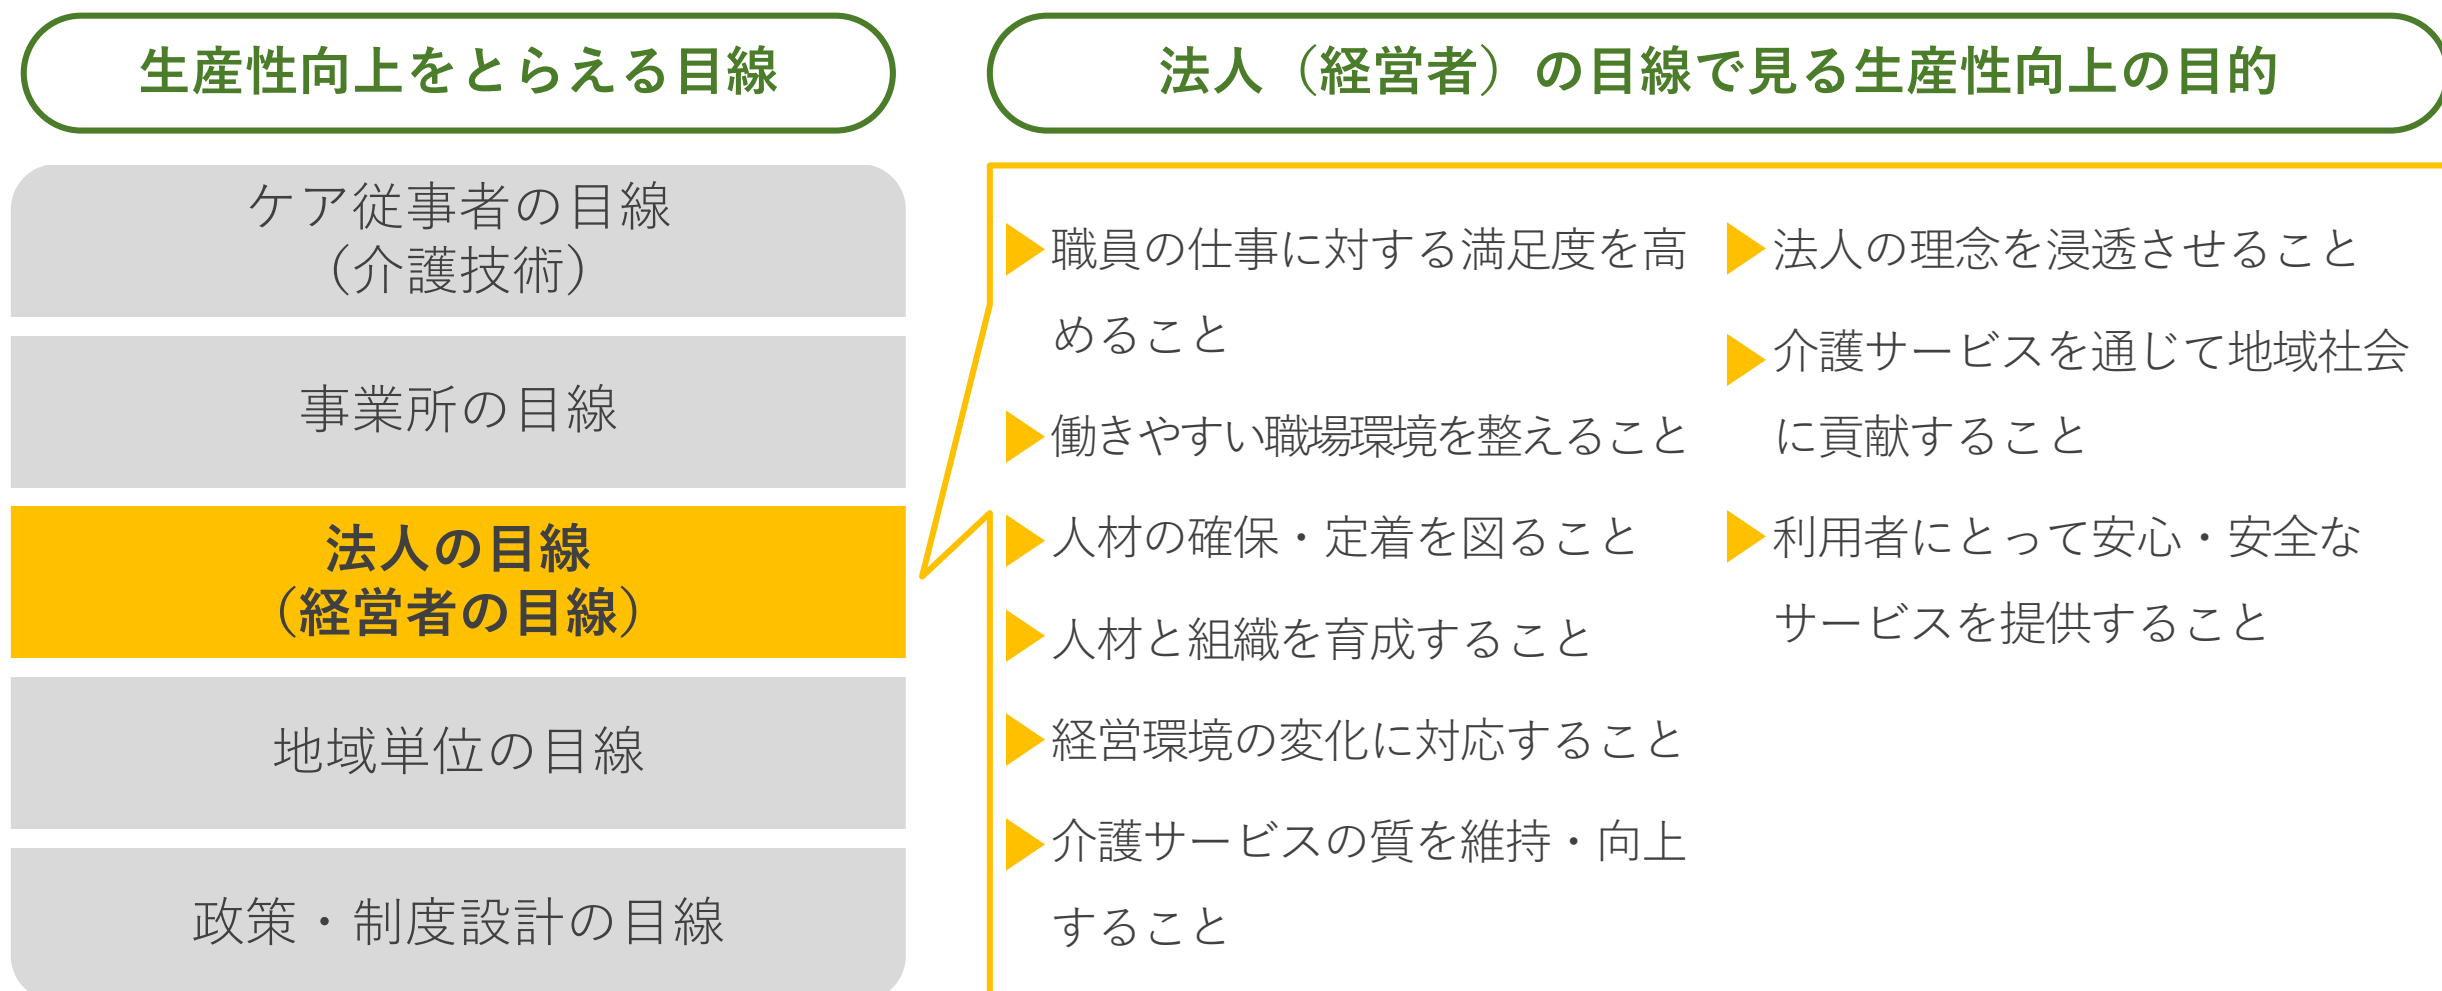 生産性向上をとらえる目線
ケア従事者の目線
（介護技術）
事業所の目線
法人の目線
（経営者の目線）
地域単位の目線
政策・制度設計の目線
法人（経営者）の目線で見る生産性向上の目的
職員の仕事に対する満足度を高
めること
働きやすい職場環境を整えること
人材の確保・定着を図ること
人材と組織を育成すること
経営環境の変化に対応すること
介護サービスの質を維持・向上
すること
法人の理念を浸透させること
介護サービスを通じて地域社会
に貢献すること
利用者にとって安心・安全な
サービスを提供すること